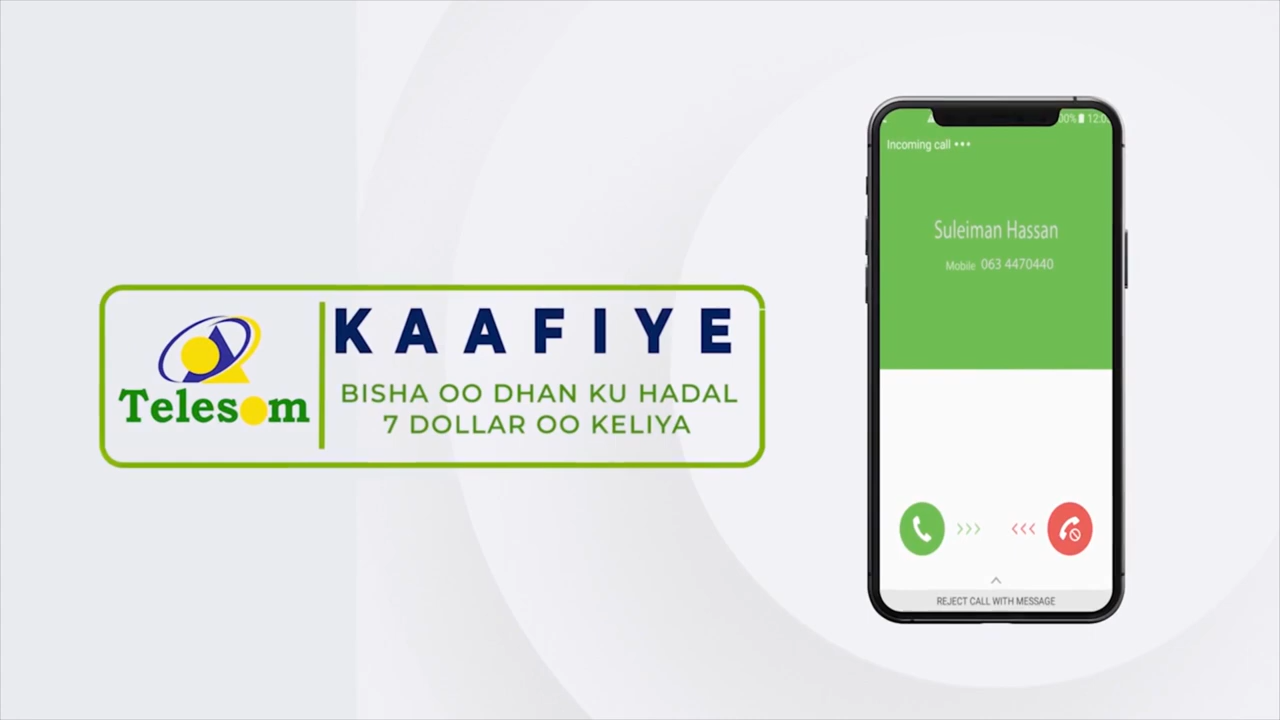 Telesom
KAAFIYE
BISHA OO DHAN KU HADAL
7 DOLLAR OO KELIYA
Incoming call •••
Suleiman Hassan
Mobile 063 4470440
REJECT CALL WITH MESSAGE